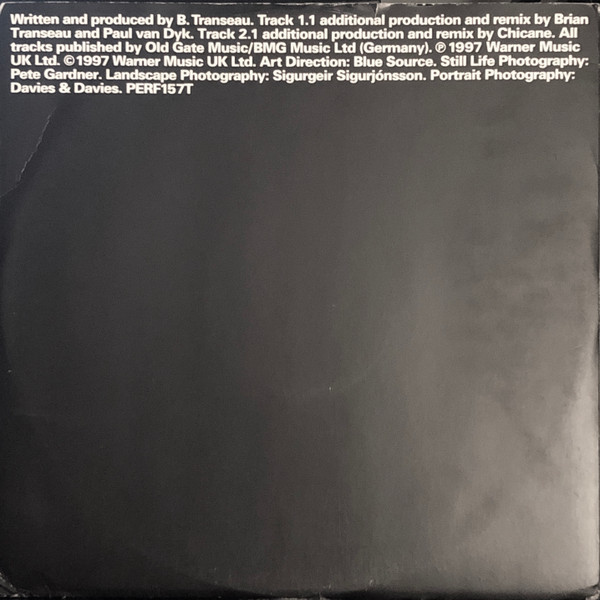 Written and produced by B. Transeau. Track 1.1 additional production and remix by Brian
Transeau and Paul van Dyk. Track 2.1 additional production and remix by Chicane. All
tracks published by Old Gate Music/BMG Music Ltd (Germany). ℗1997 Warner Music
UK Ltd. ©1997 Warner Music UK Ltd. Art Direction: Blue Source. Still Life Photography:
Pete Gardner. Landscape Photography: Sigurgeir Sigurjónsson. Portrait Photography:
Davies & Davies. PERF157T